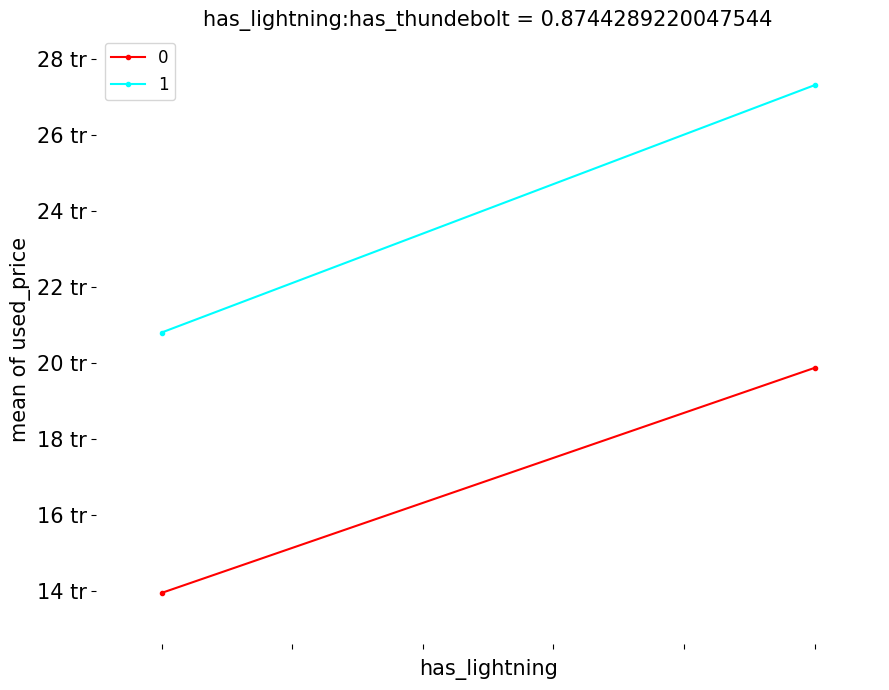 has_lightning:has_thundebolt = 0.8744289220047544
0
1
28 tr
26 tr
24 tr
22 tr
20 tr
18 tr
16 tr
14 tr
mean of used_price
has_lightning